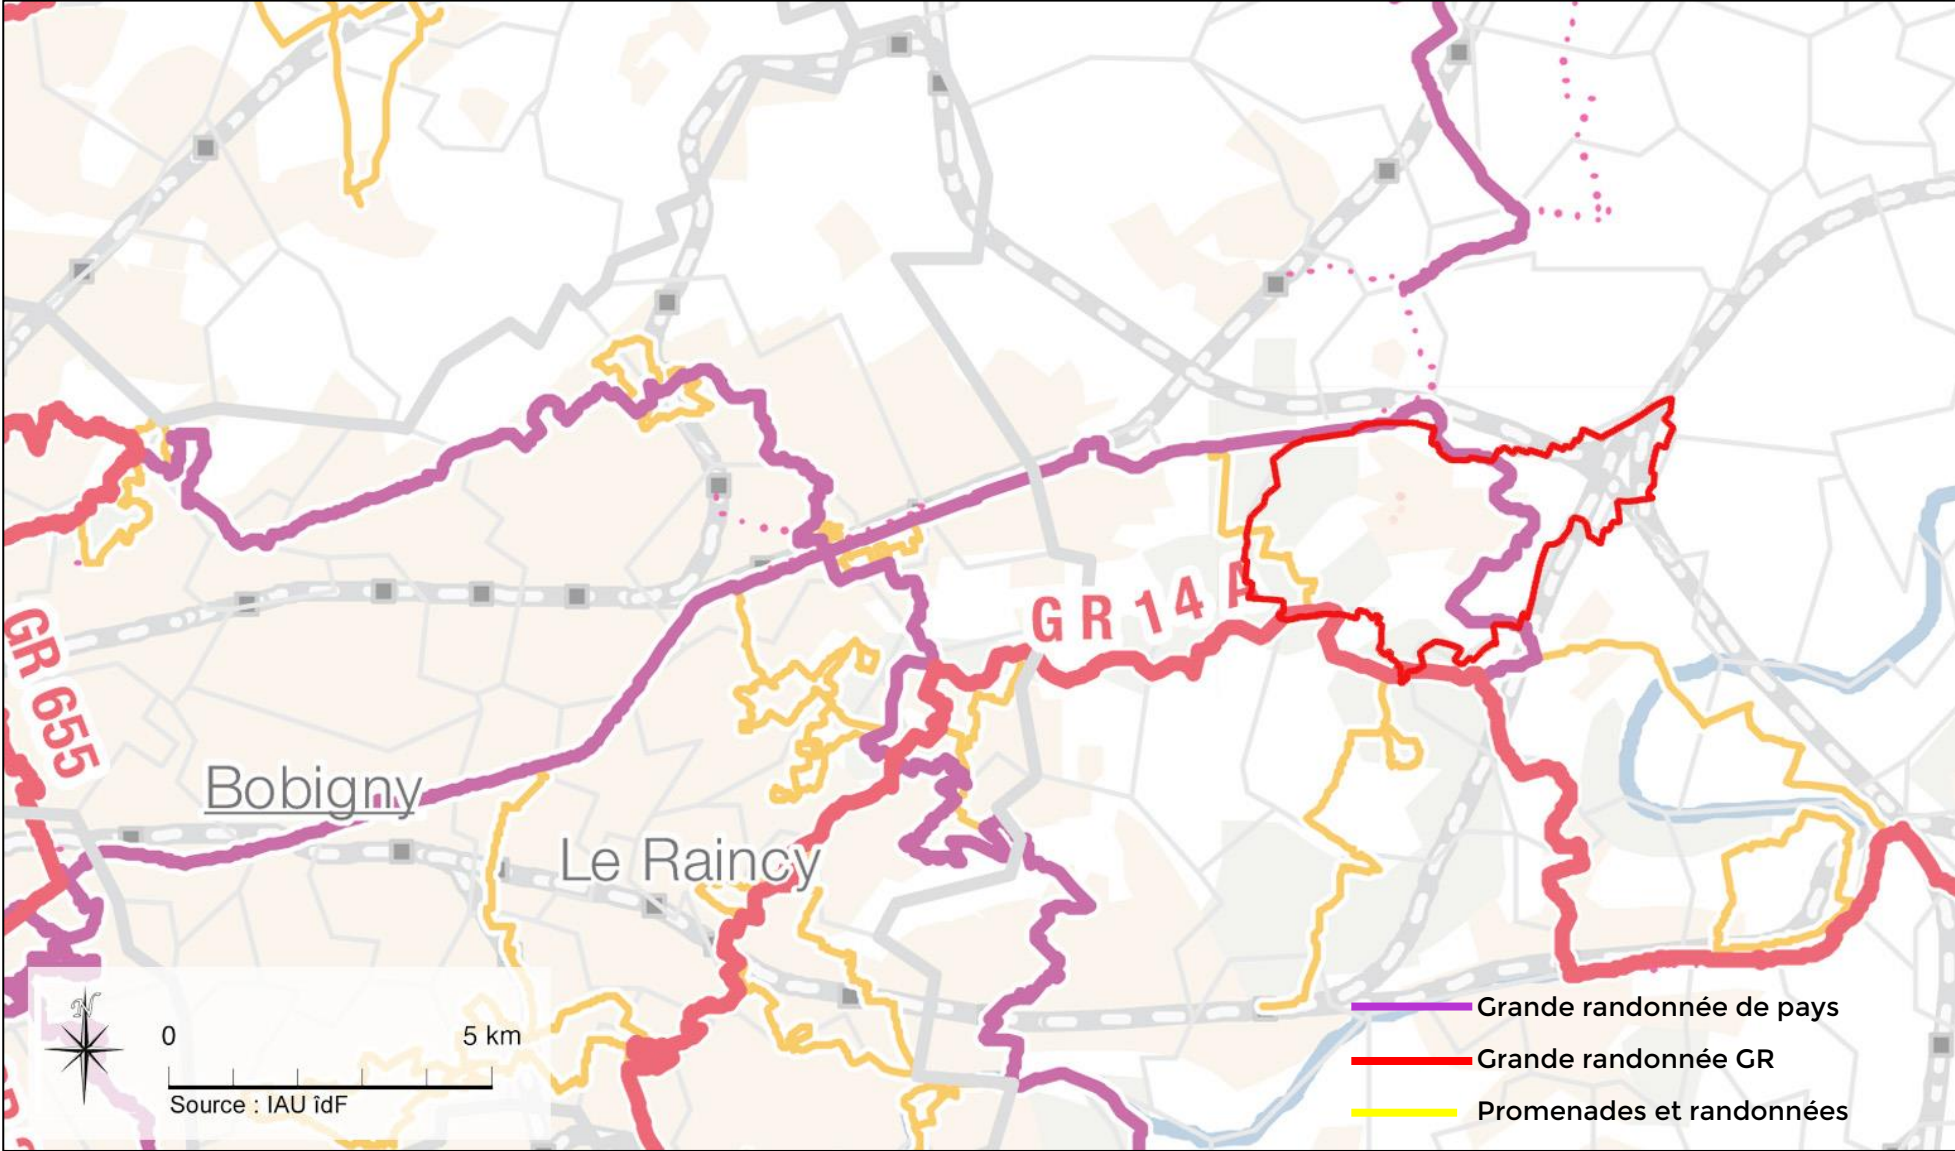 GR 14 A
GR 655
Bobigny
Le Raincy
N
0 5 km
Source : IAU îdF
Grande randonnée de pays
Grande randonnée GR
Promenades et randonnées